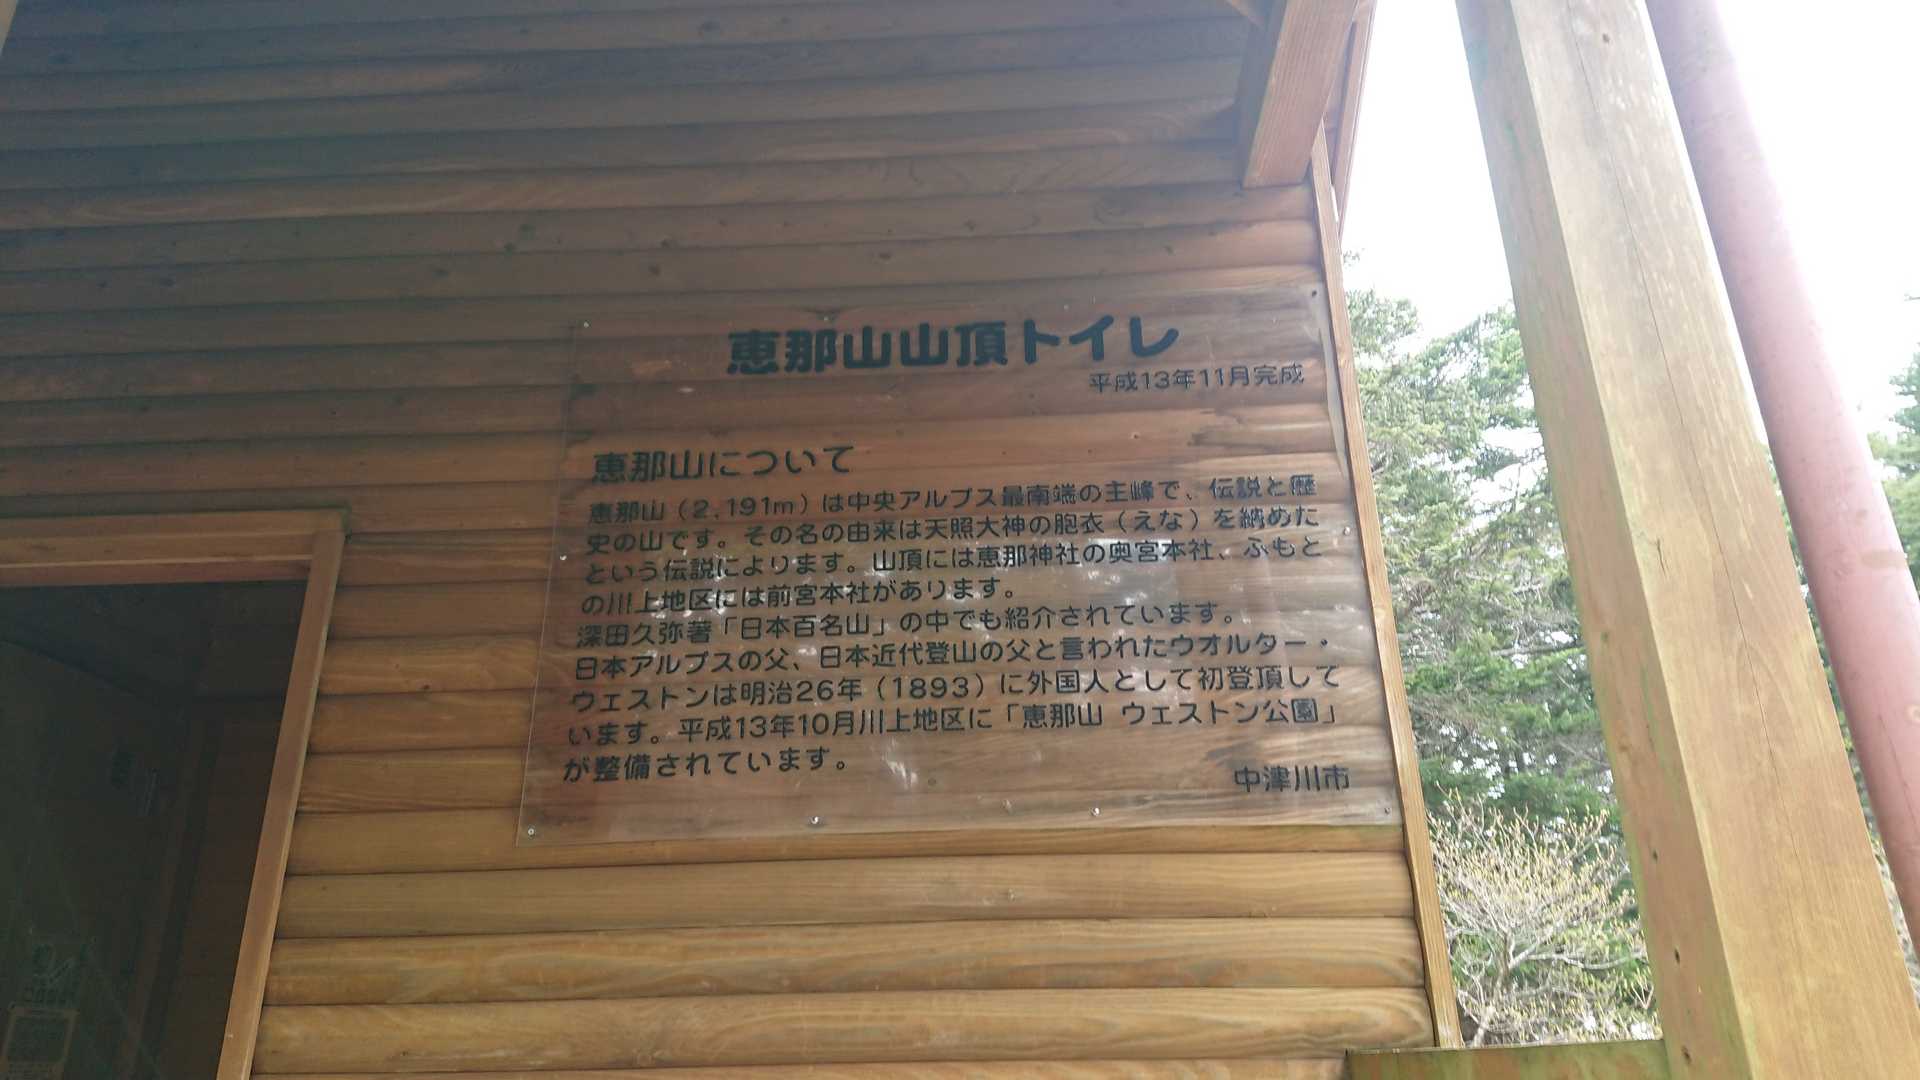 恵那山山頂トイレ
平成13年11月完成
恵那山について
恵那山（2,191m）は中央アルプス最南端の主峰で、伝説と歴
史の山です。その名の由来は天照大神の胞衣（えな）を納めた
という伝説によります。山頂には恵那神社の奥宮本社、ふもと
の川上地区には前宮本社があります。
深田久弥著「日本百名山」の中でも紹介されています。
日本アルプスの父、日本近代登山の父と言われたウオルター・
ウェストンは明治26年（1893）に外国人として初登頂して
います。平成13年10月川上地区に「恵那山 ウェストン公園」
が整備されています。
中津川市